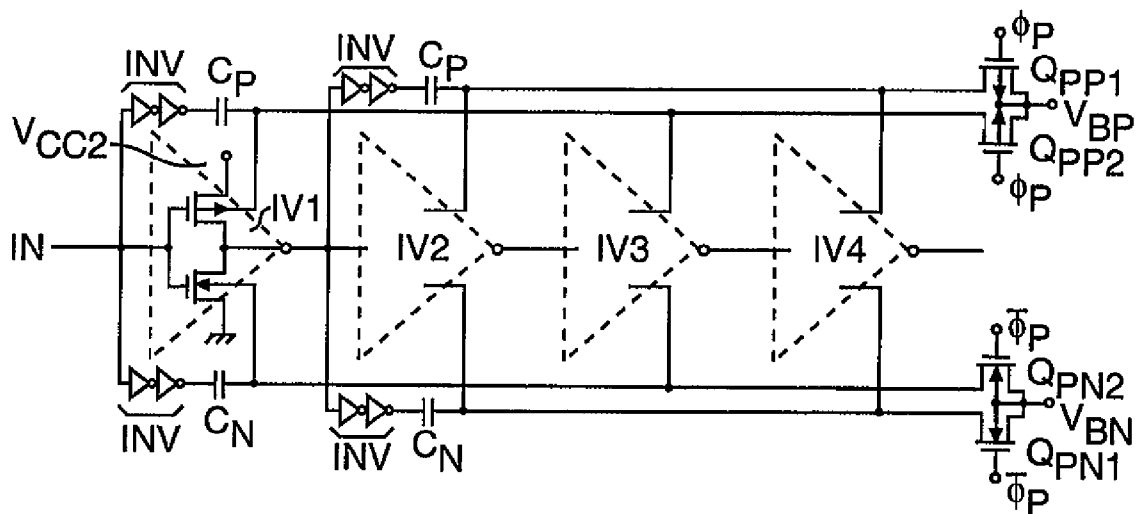 INV
C_P
INV
C_P
ϕ_P
Q_PP1
V_BP
Q_PP2
ϕ_P
V_CC2
IV1
IN
IV2
IV3
IV4
ϕ̅_P
Q_PN2
V_BN
Q_PN1
ϕ̅_P
INV
C_N
INV
C_N